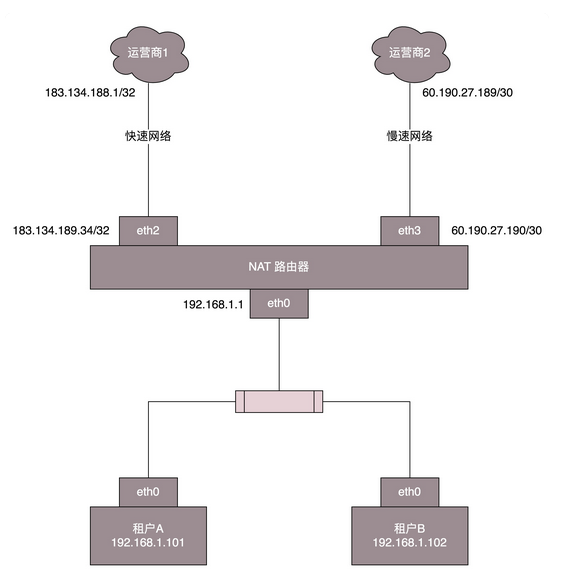 运营商1
运营商2
183.134.188.1/32
60.190.27.189/30
快速网络
慢速网络
183.134.189.34/32
eth2
eth3
60.190.27.190/30
NAT 路由器
192.168.1.1
eth0
eth0
eth0
租户A
192.168.1.101
租户B
192.168.1.102